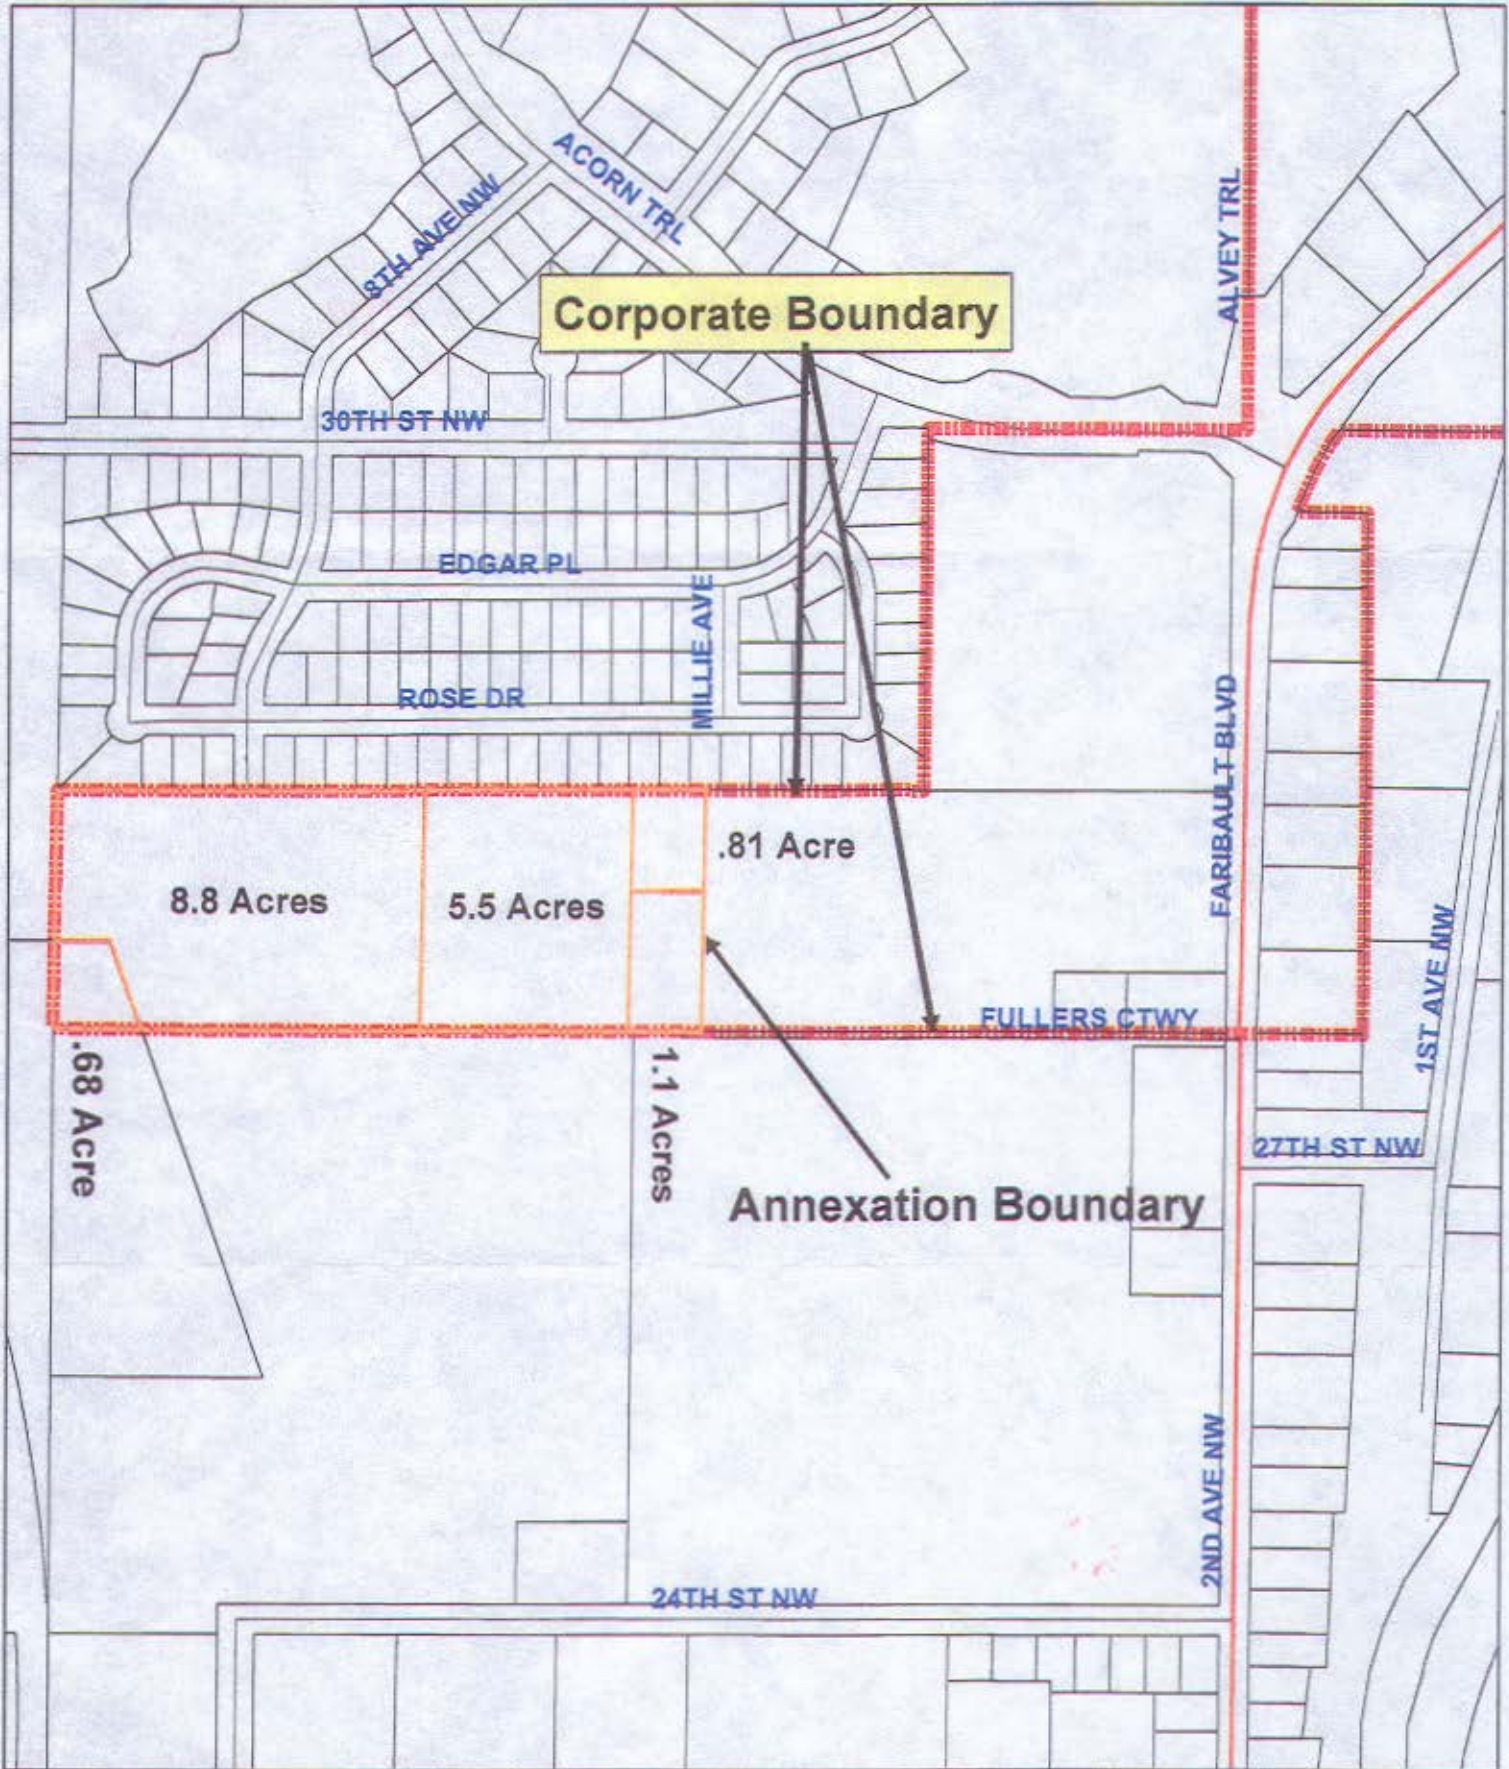 ACORN TRL
8TH AVE NW
ALVEY TRL
Corporate Boundary
30TH ST NW
EDGAR PL
MILLIE AVE
ROSE DR
FARIBAULT BLVD
.81 Acre
8.8 Acres
5.5 Acres
1ST AVE NW
FULLERS CTWY
.68 Acre
1.1 Acres
27TH ST NW
Annexation Boundary
2ND AVE NW
24TH ST NW